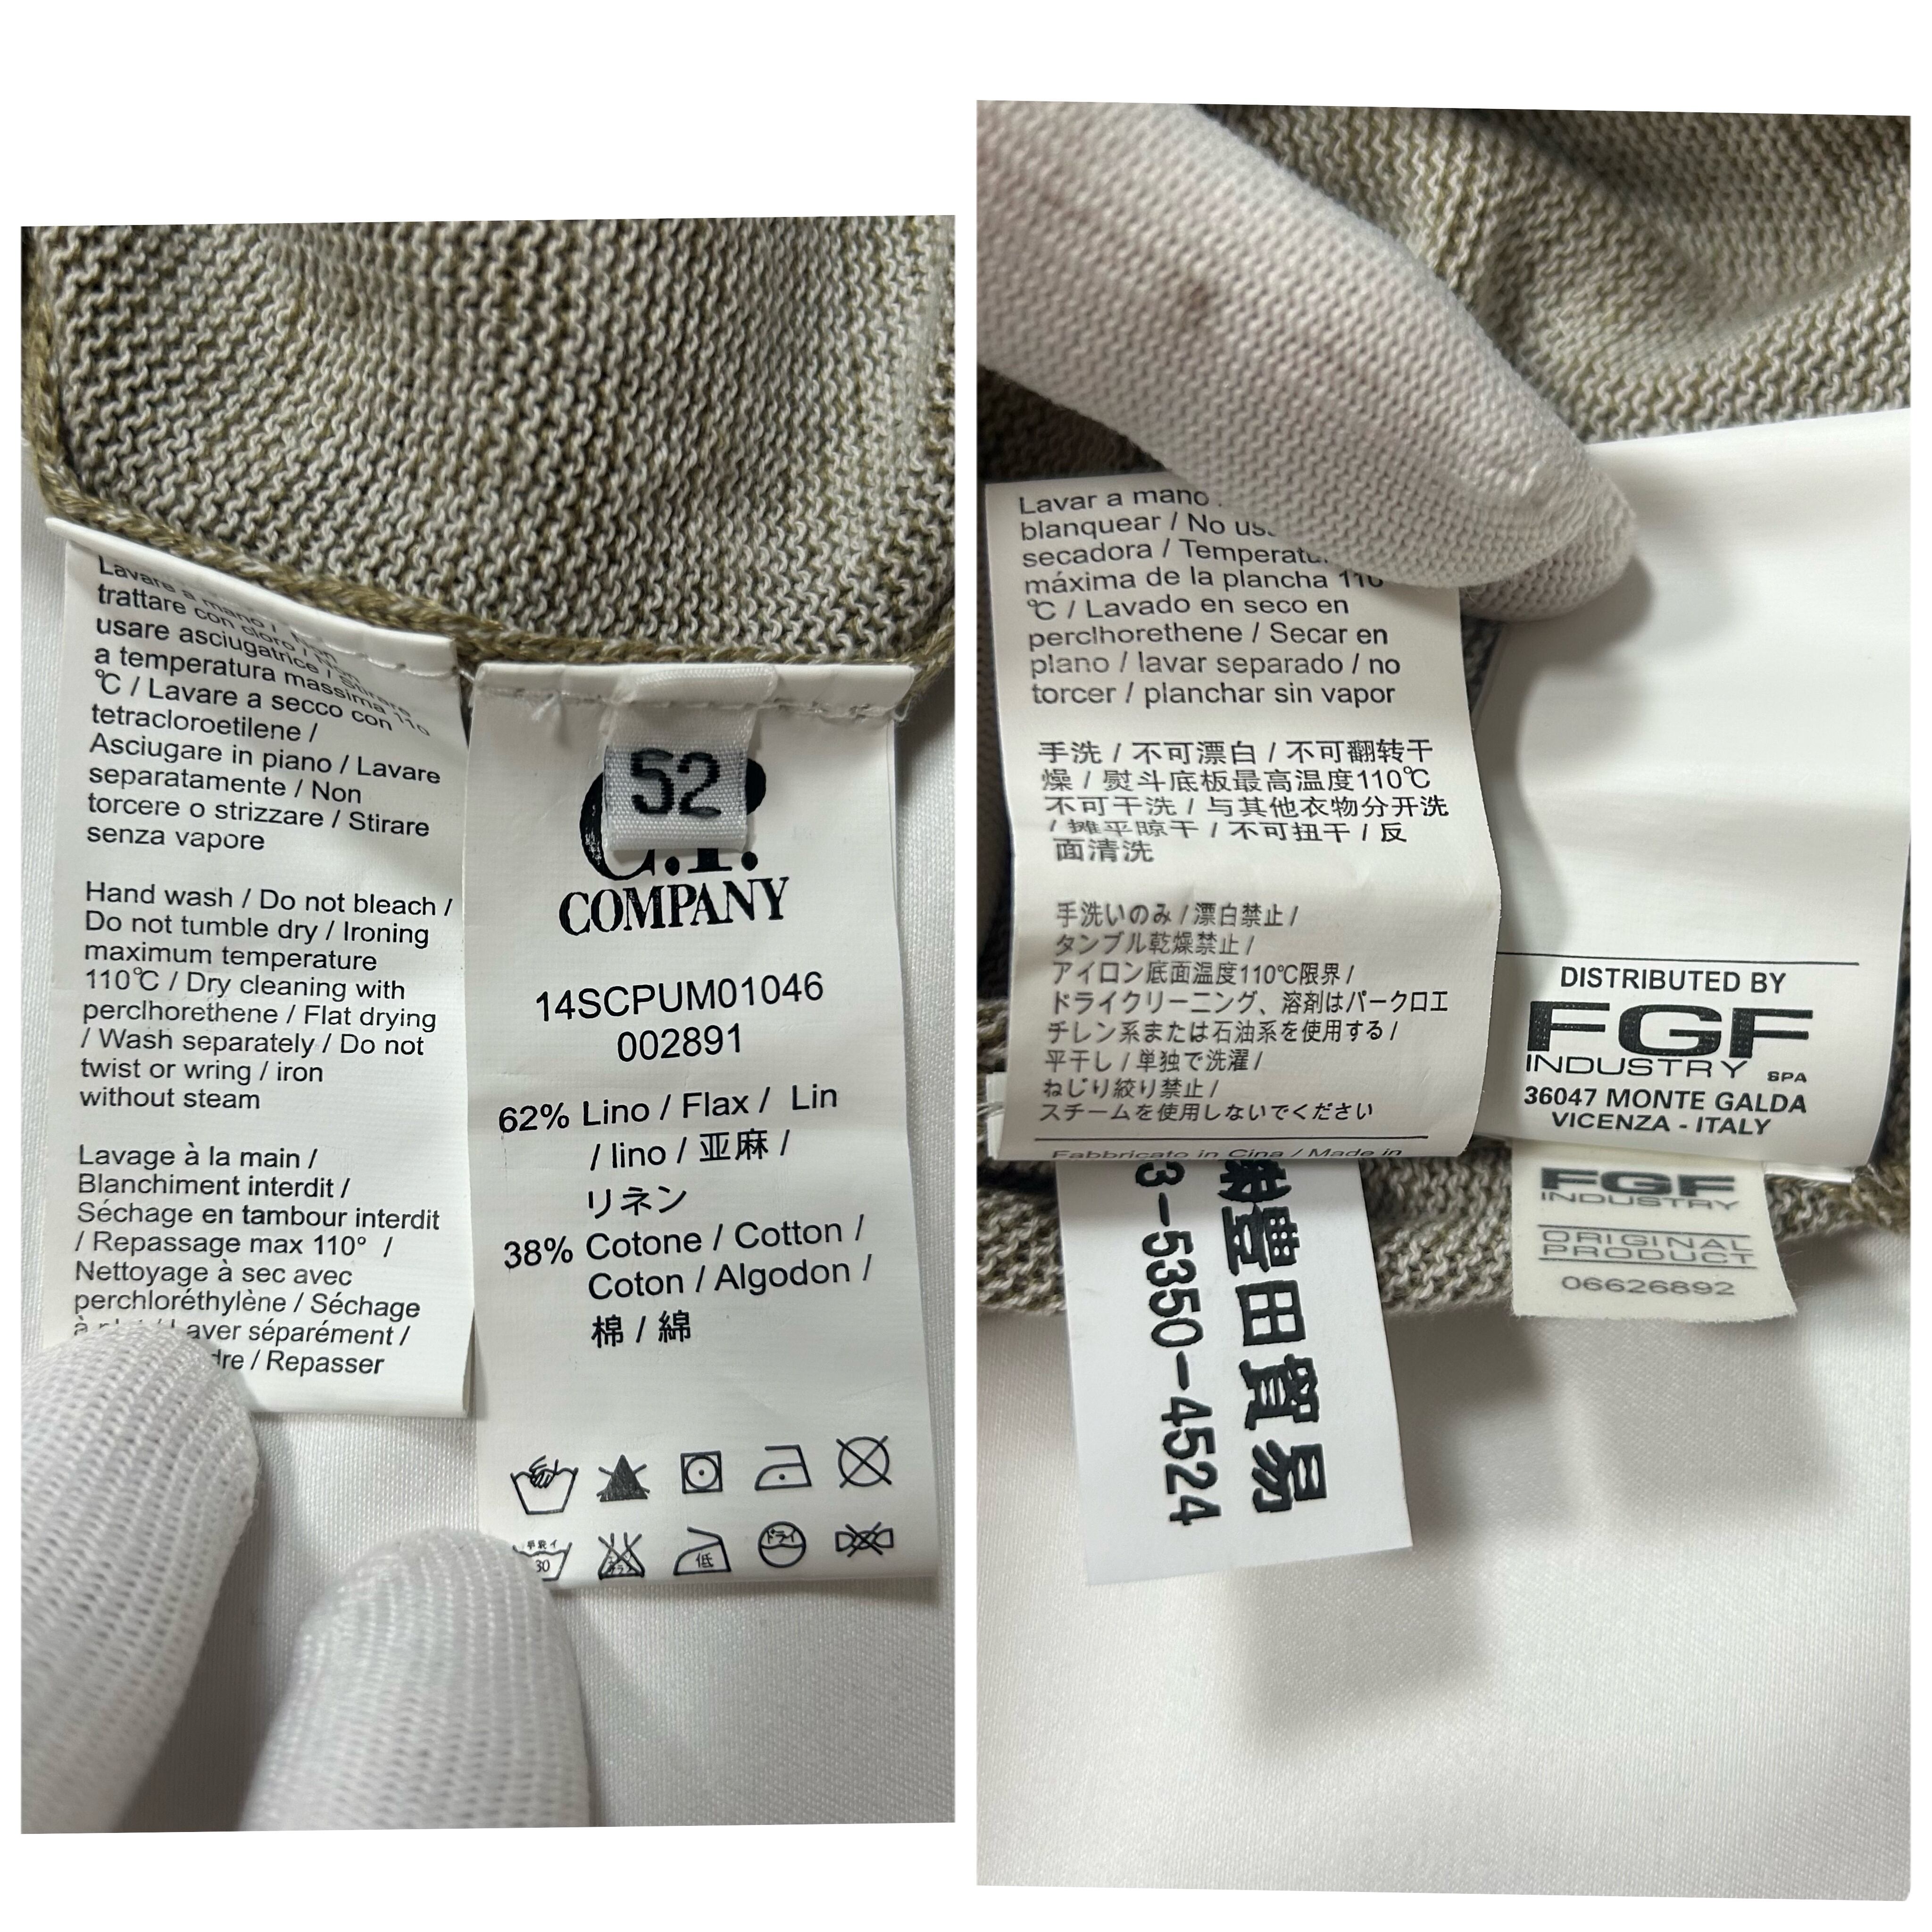 Lavare a mano / Non
trattare con cloro / Non
usare asciugatrice / Stirare
a temperatura massima 110
℃ / Lavare a secco con
tetracloroetilene /
Asciugare in piano / Lavare
separatamente / Non
torcere o strizzare / Stirare
senza vapore
Hand wash / Do not bleach /
Do not tumble dry / Ironing
maximum temperature
110℃ / Dry cleaning with
perclhorethene / Flat drying
/ Wash separately / Do not
twist or wring / iron
without steam
Lavage à la main /
Blanchiment interdit /
Séchage en tambour interdit
/ Repassage max 110° /
Nettoyage à sec avec
perchloréthylène / Séchage
à / Laver séparément /
/ Repasser
52
C.P.
COMPANY
14SCPUM01046
002891
62% Lino / Flax / Lin
/ lino / 亚麻 /
リネン
38% Cotone / Cotton /
Coton / Algodon /
棉 / 綿
30
低
ドライ
Lavar a mano
blanquear / No
secadora /
máxima de la plancha 110
℃ / Lavado en seco en
perclhorethene / Secar en
plano / lavar separado / no
torcer / planchar sin vapor
手洗 / 不可漂白 / 不可翻转干
燥 / 熨斗底板最高温度110℃
不可干洗 / 与其他衣物分开洗
/ 摊平晾干 / 不可扭干 / 反
面清洗
手洗いのみ / 漂白禁止 /
タンブル乾燥禁止 /
アイロン底面温度110℃限界 /
ドライクリーニング、溶剤はパークロエ
チレン系または石油系を使用する /
平干し / 単独で洗濯 /
ねじり絞り禁止 /
スチームを使用しないでください
Fabbricato in Cina / Made in
豊田貿易
3-5350-4524
DISTRIBUTED BY
FGF
INDUSTRY SPA
36047 MONTE GALDA
VICENZA - ITALY
FGF
INDUSTRY
ORIGINAL
PRODUCT
06626892